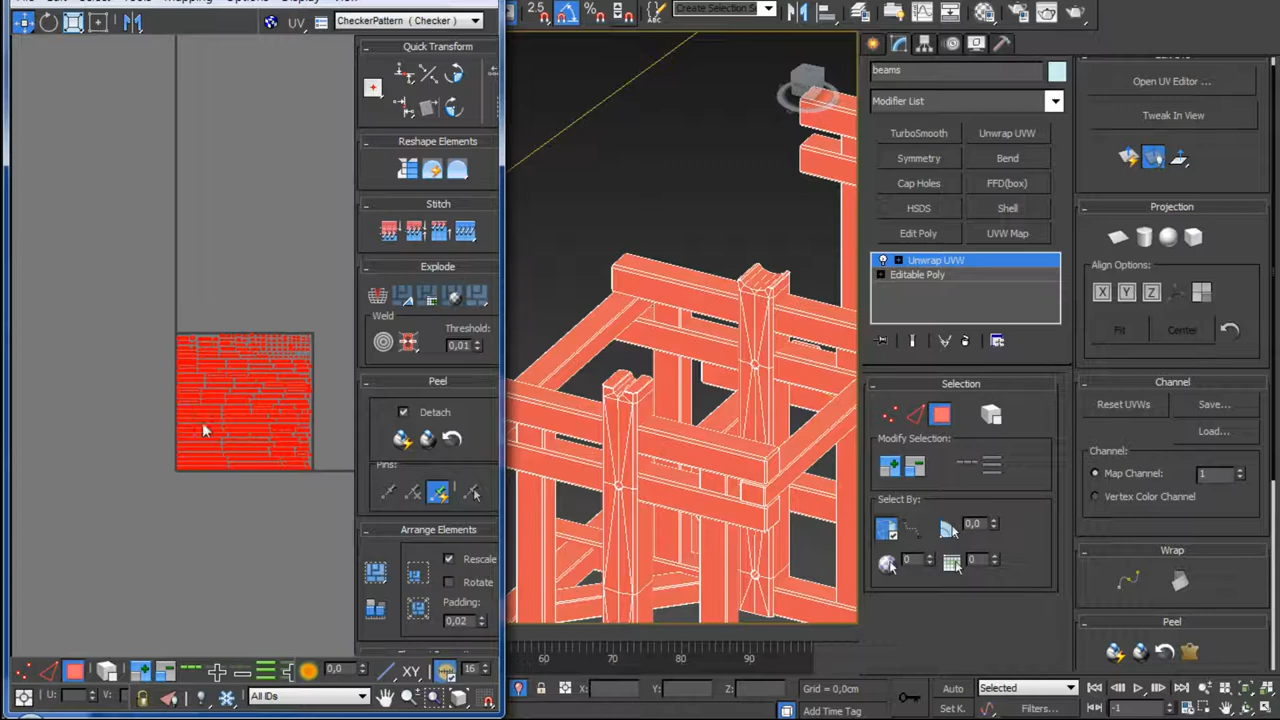 CheckerPattern ( Checker )
UV
Quick Transform
Reshape Elements
Stitch
Explode
Weld
Threshold:
0,01
Peel
Detach
Pins:
Arrange Elements
Rescale
Rotate
Padding:
0,02
0,0
XY
16
U:
V:
All IDs
2.5
Create Selection S
beams
Modifier List
TurboSmooth
Unwrap UVW
Symmetry
Bend
Cap Holes
FFD(box)
HSDS
Shell
Edit Poly
UVW Map
Unwrap UVW
Editable Poly
Selection
Modify Selection:
Select By:
0,0
0
0
Open UV Editor ...
Tweak In View
Projection
Align Options:
X
Y
Z
Center
Channel
Reset UVWs
Save...
Load...
Channel:
Map Channel:
1
Vertex Color Channel
Wrap
Peel
60
70
80
90
X:
Y:
Z:
Grid = 0,0cm
Auto
Selected
Add Time Tag
Set K.
Filters...
-1